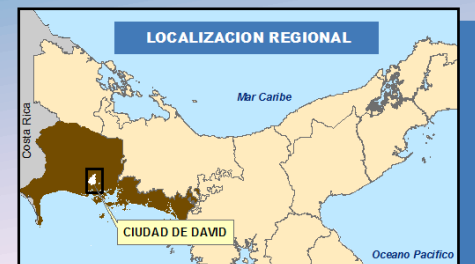 LOCALIZACION REGIONAL
Mar Caribe
Costa Rica
CIUDAD DE DAVID
Oceano Pacifico